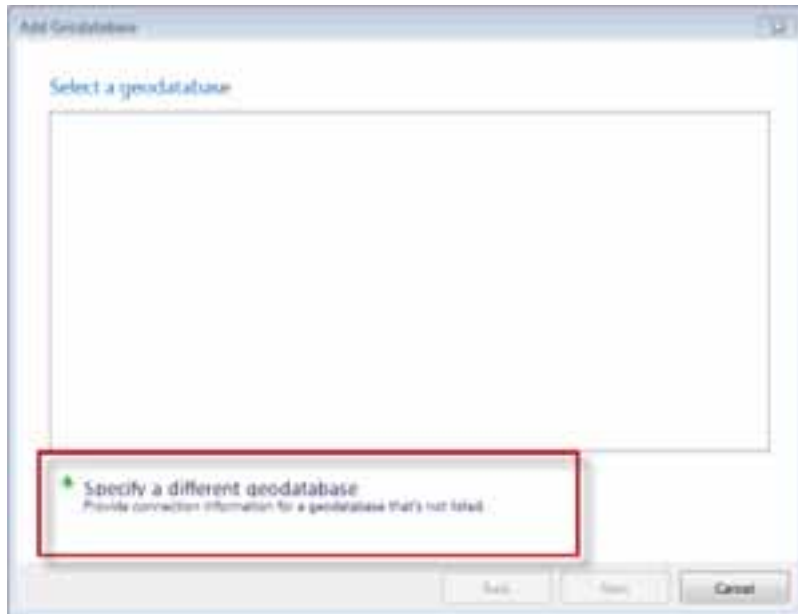 Add Geodatabase
Select a geodatabase
Specify a different geodatabase
Provide connection information for a geodatabase that's not listed.
Back
Next
Cancel